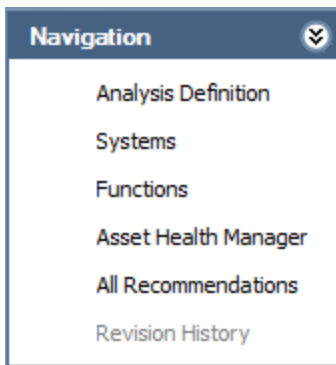 Navigation
Analysis Definition
Systems
Functions
Asset Health Manager
All Recommendations
Revision History